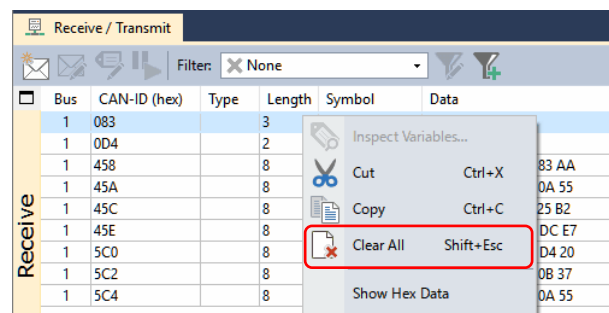 Receive / Transmit
Filter: None
Bus CAN-ID (hex) Type Length Symbol Data
1 083 3
1 0D4 2
1 458 8 83 AA
1 45A 8 0A 55
1 45C 8 25 B2
1 45E 8 DC E7
1 5C0 8 D4 20
1 5C2 8 0B 37
1 5C4 8 0A 55
Receive
Inspect Variables...
Cut Ctrl+X
Copy Ctrl+C
Clear All Shift+Esc
Show Hex Data